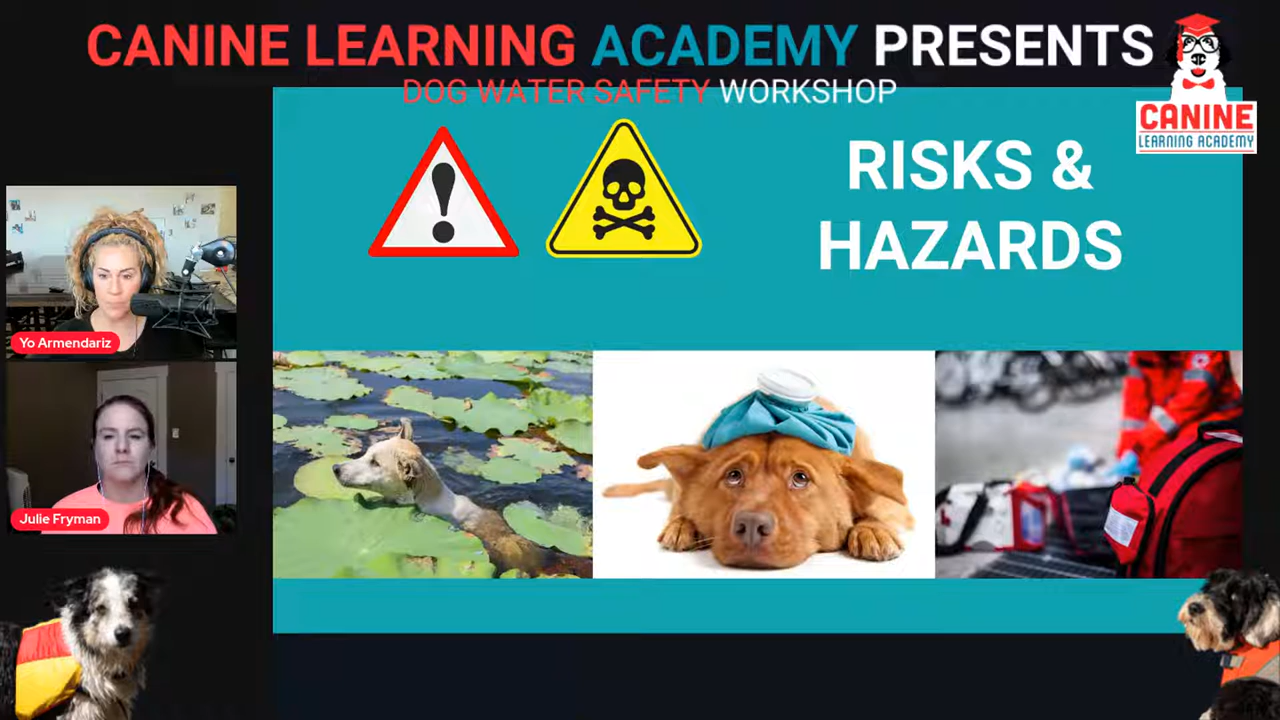 CANINE LEARNING ACADEMY PRESENTS
DOG WATER SAFETY WORKSHOP
CANINE
LEARNING ACADEMY
RISKS &
HAZARDS
Yo Armendariz
Julie Fryman